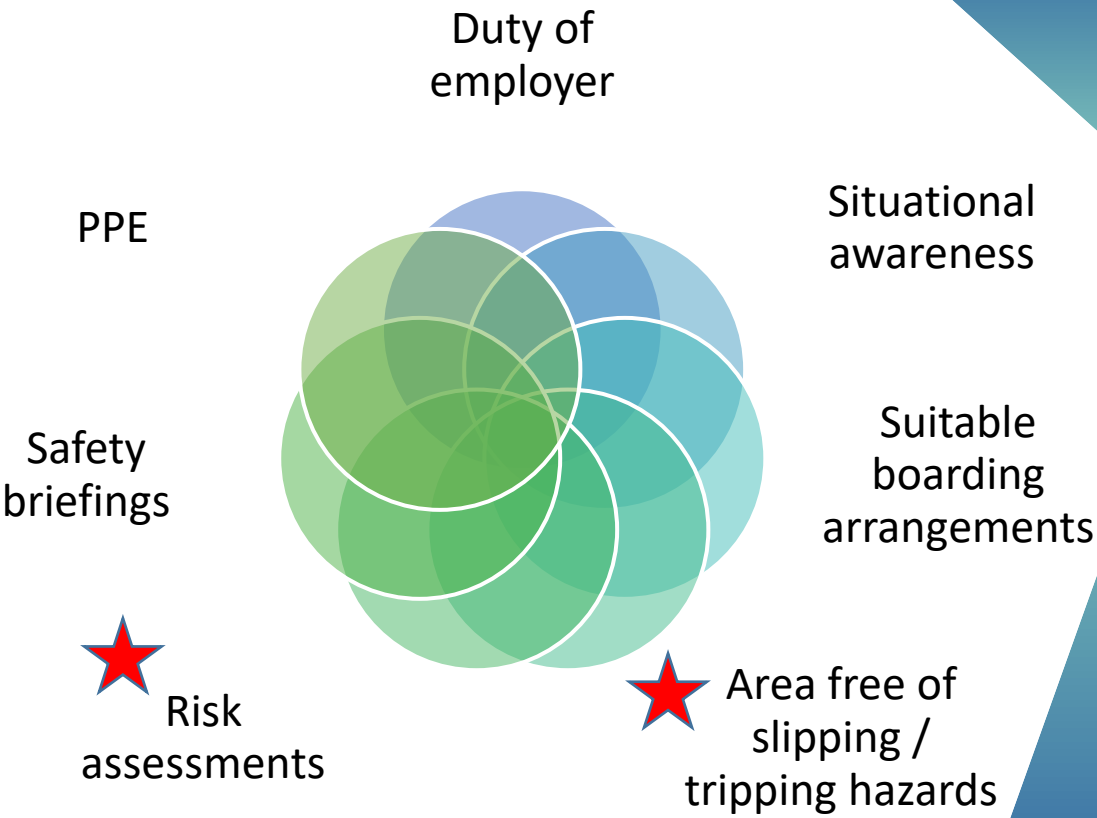 Duty of
employer
PPE
Situational
awareness
Safety
briefings
Suitable
boarding
arrangements
Risk
assessments
Area free of
slipping /
tripping hazards